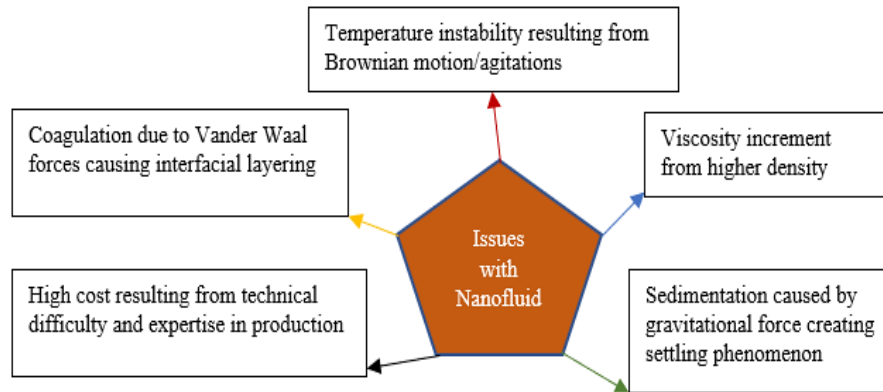 Temperature instability resulting from
Brownian motion/agitations
Coagulation due to Vander Waal
forces causing interfacial layering
Viscosity increment
from higher density
Issues
with
Nanofluid
High cost resulting from technical
difficulty and expertise in production
Sedimentation caused by
gravitational force creating
settling phenomenon